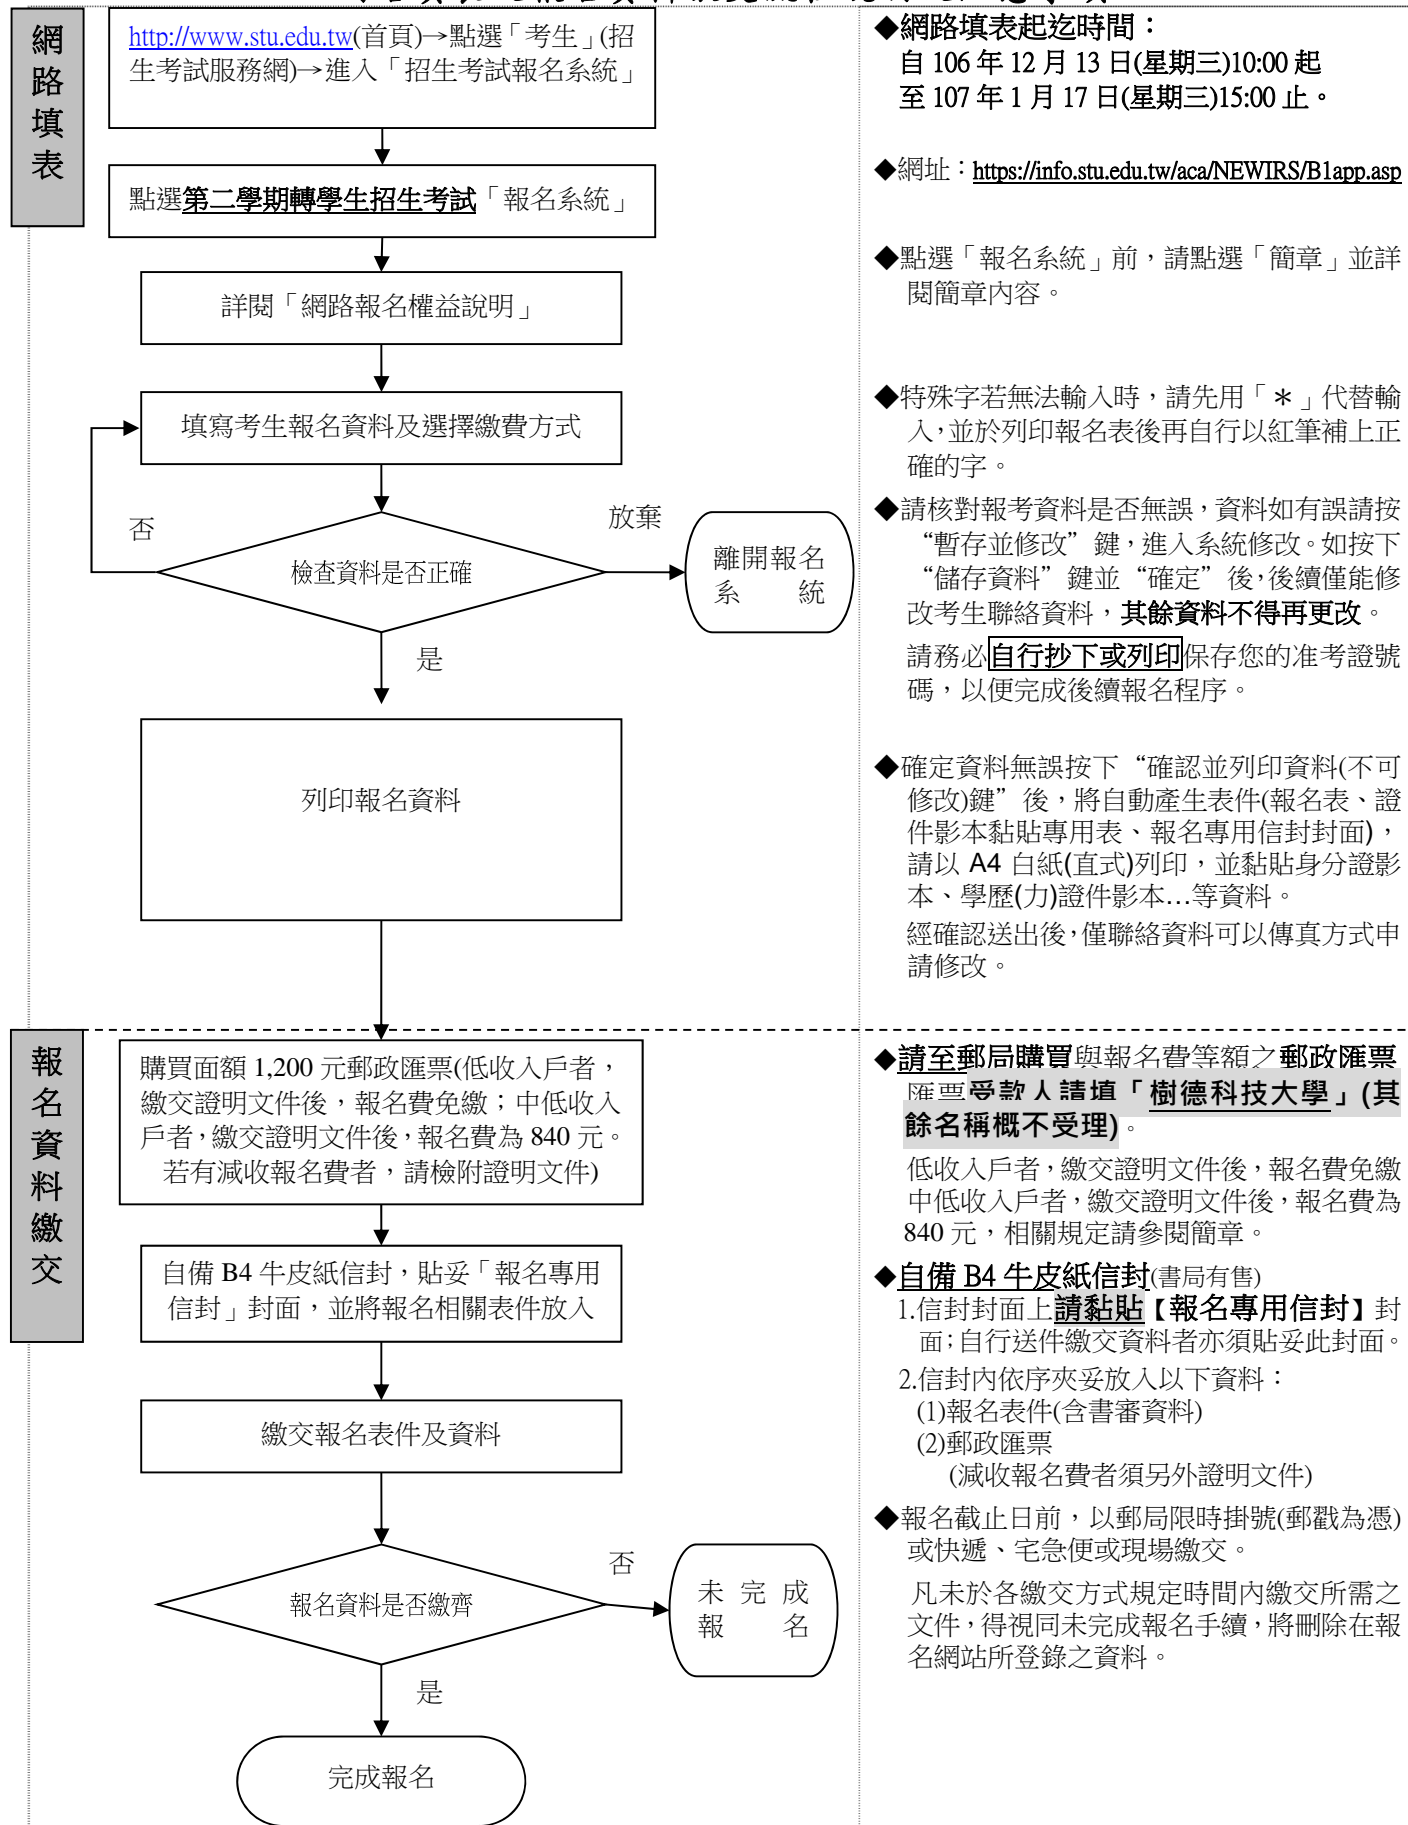 網路填表
http://www.stu.edu.tw(首頁)→點選「考生」(招
生考試服務網)→進入「招生考試報名系統」
點選第二學期轉學生招生考試「報名系統」
詳閱「網路報名權益說明」
填寫考生報名資料及選擇繳費方式
否
檢查資料是否正確
放棄
離開報名
系統
是
列印報名資料
◆網路填表起迄時間：
自 106 年 12 月 13 日(星期三)10:00 起
至 107 年 1 月 17 日(星期三)15:00 止。
◆網址：https://info.stu.edu.tw/aca/NEWIRS/B1app.asp
◆點選「報名系統」前，請點選「簡章」並詳
閱簡章內容。
◆特殊字若無法輸入時，請先用「＊」代替輸
入，並於列印報名表後再自行以紅筆補上正
確的字。
◆請核對報考資料是否無誤，資料如有誤請按
“暫存並修改”鍵，進入系統修改。如按下
“儲存資料”鍵並“確定”後，後續僅能修
改考生聯絡資料，其餘資料不得再更改。
請務必自行抄下或列印保存您的准考證號
碼，以便完成後續報名程序。
◆確定資料無誤按下“確認並列印資料(不可
修改)鍵”後，將自動產生表件(報名表、證
件影本黏貼專用表、報名專用信封封面)，
請以 A4 白紙(直式)列印，並黏貼身分證影
本、學歷(力)證件影本…等資料。
經確認送出後，僅聯絡資料可以傳真方式申
請修改。
報名資料繳交
購買面額 1,200 元郵政匯票(低收入戶者，
繳交證明文件後，報名費免繳；中低收入
戶者，繳交證明文件後，報名費為 840 元。
若有減收報名費者，請檢附證明文件)
自備 B4 牛皮紙信封，貼妥「報名專用
信封」封面，並將報名相關表件放入
繳交報名表件及資料
報名資料是否繳齊
否
未完成
報名
是
完成報名
◆請至郵局購買與報名費等額之郵政匯票
匯票受款人請填「樹德科技大學」(其
餘名稱概不受理)。
低收入戶者，繳交證明文件後，報名費免繳
中低收入戶者，繳交證明文件後，報名費為
840 元，相關規定請參閱簡章。
◆自備 B4 牛皮紙信封(書局有售)
1.信封封面上請黏貼【報名專用信封】封
面；自行送件繳交資料者亦須貼妥此封面。
2.信封內依序夾妥放入以下資料：
(1)報名表件(含書審資料)
(2)郵政匯票
(減收報名費者須另外證明文件)
◆報名截止日前，以郵局限時掛號(郵戳為憑)
或快遞、宅急便或現場繳交。
凡未於各繳交方式規定時間內繳交所需之
文件，得視同未完成報名手續，將刪除在報
名網站所登錄之資料。